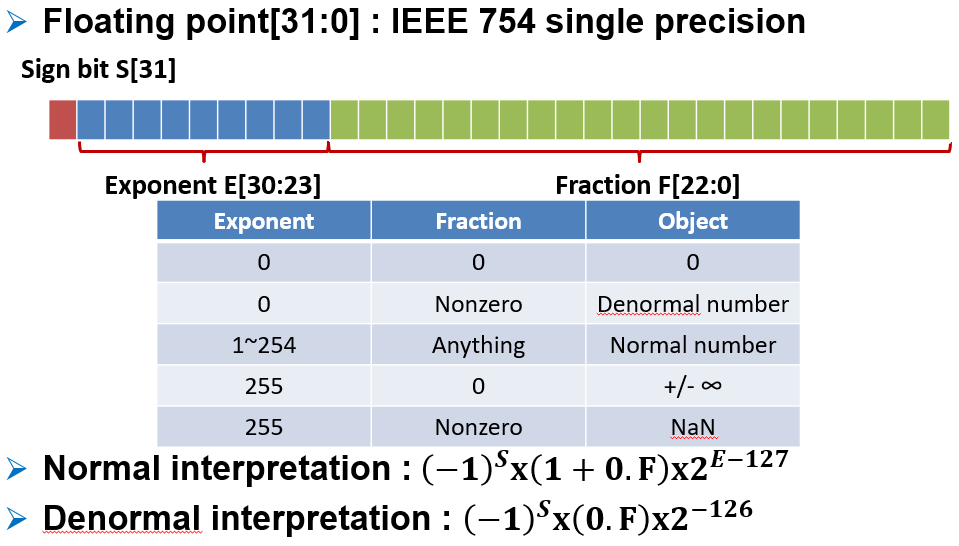 ➢ Floating point[31:0] : IEEE 754 single precision
Sign bit S[31]
Exponent E[30:23] Fraction F[22:0]
Exponent Fraction Object
0 0 0
0 Nonzero Denormal number
1~254 Anything Normal number
255 0 +/- ∞
255 Nonzero NaN
➢ Normal interpretation : (−1)^S x(1 + 0. F)x2^{E−127}
➢ Denormal interpretation : (−1)^S x(0. F)x2^{−126}